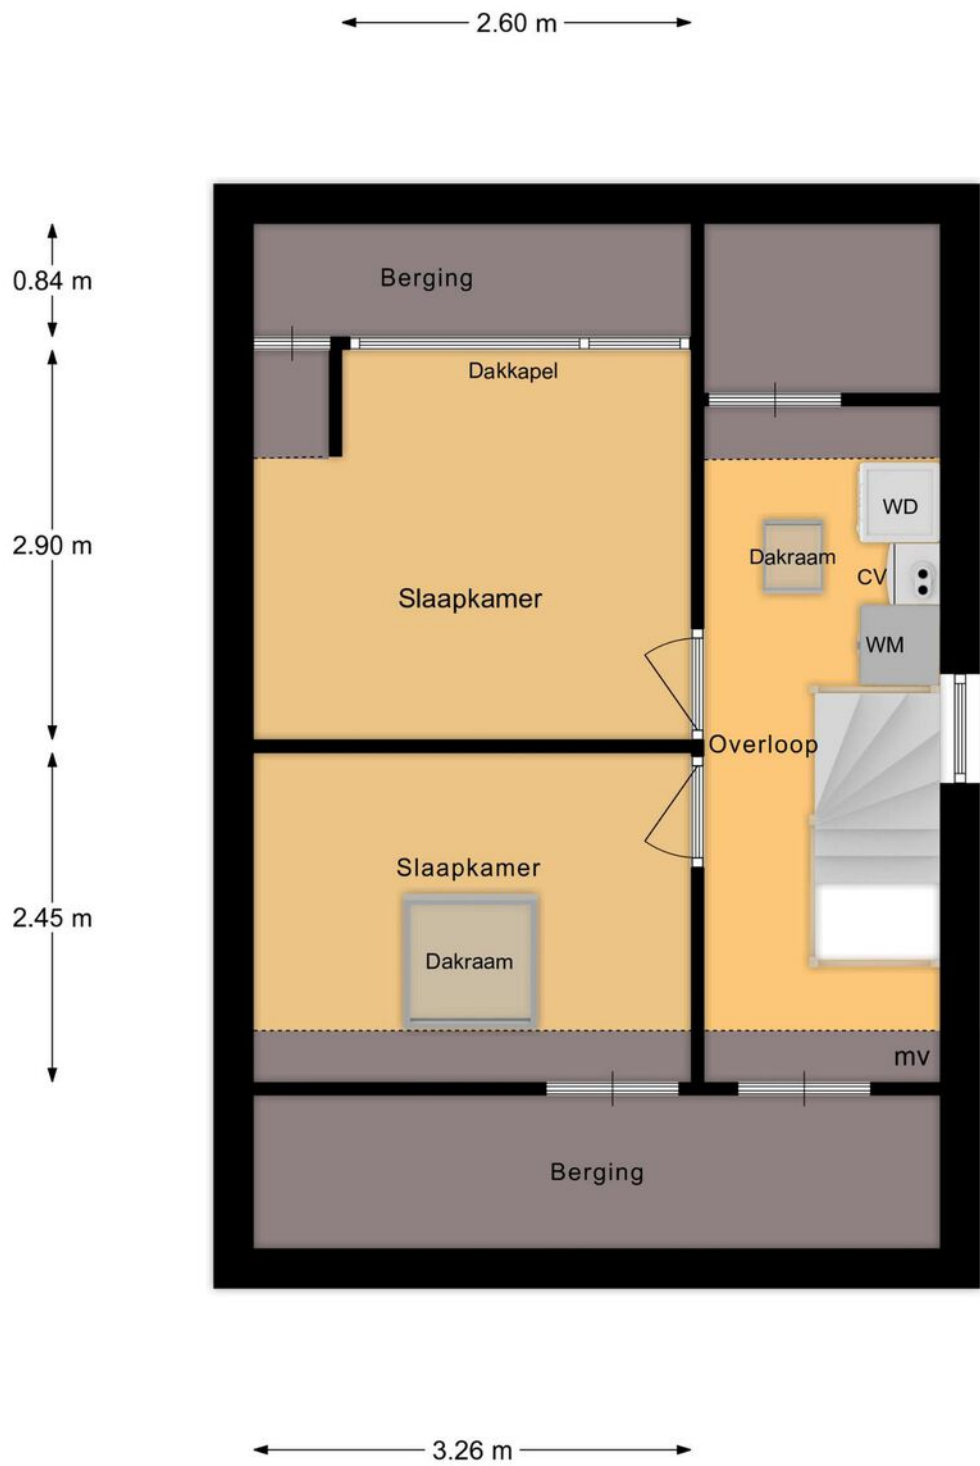 2.60 m
0.84 m
Berging
Dakkapel
WD
2.90 m
Dakraam
CV
Slaapkamer
WM
Overloop
Slaapkamer
2.45 m
Dakraam
mv
Berging
3.26 m